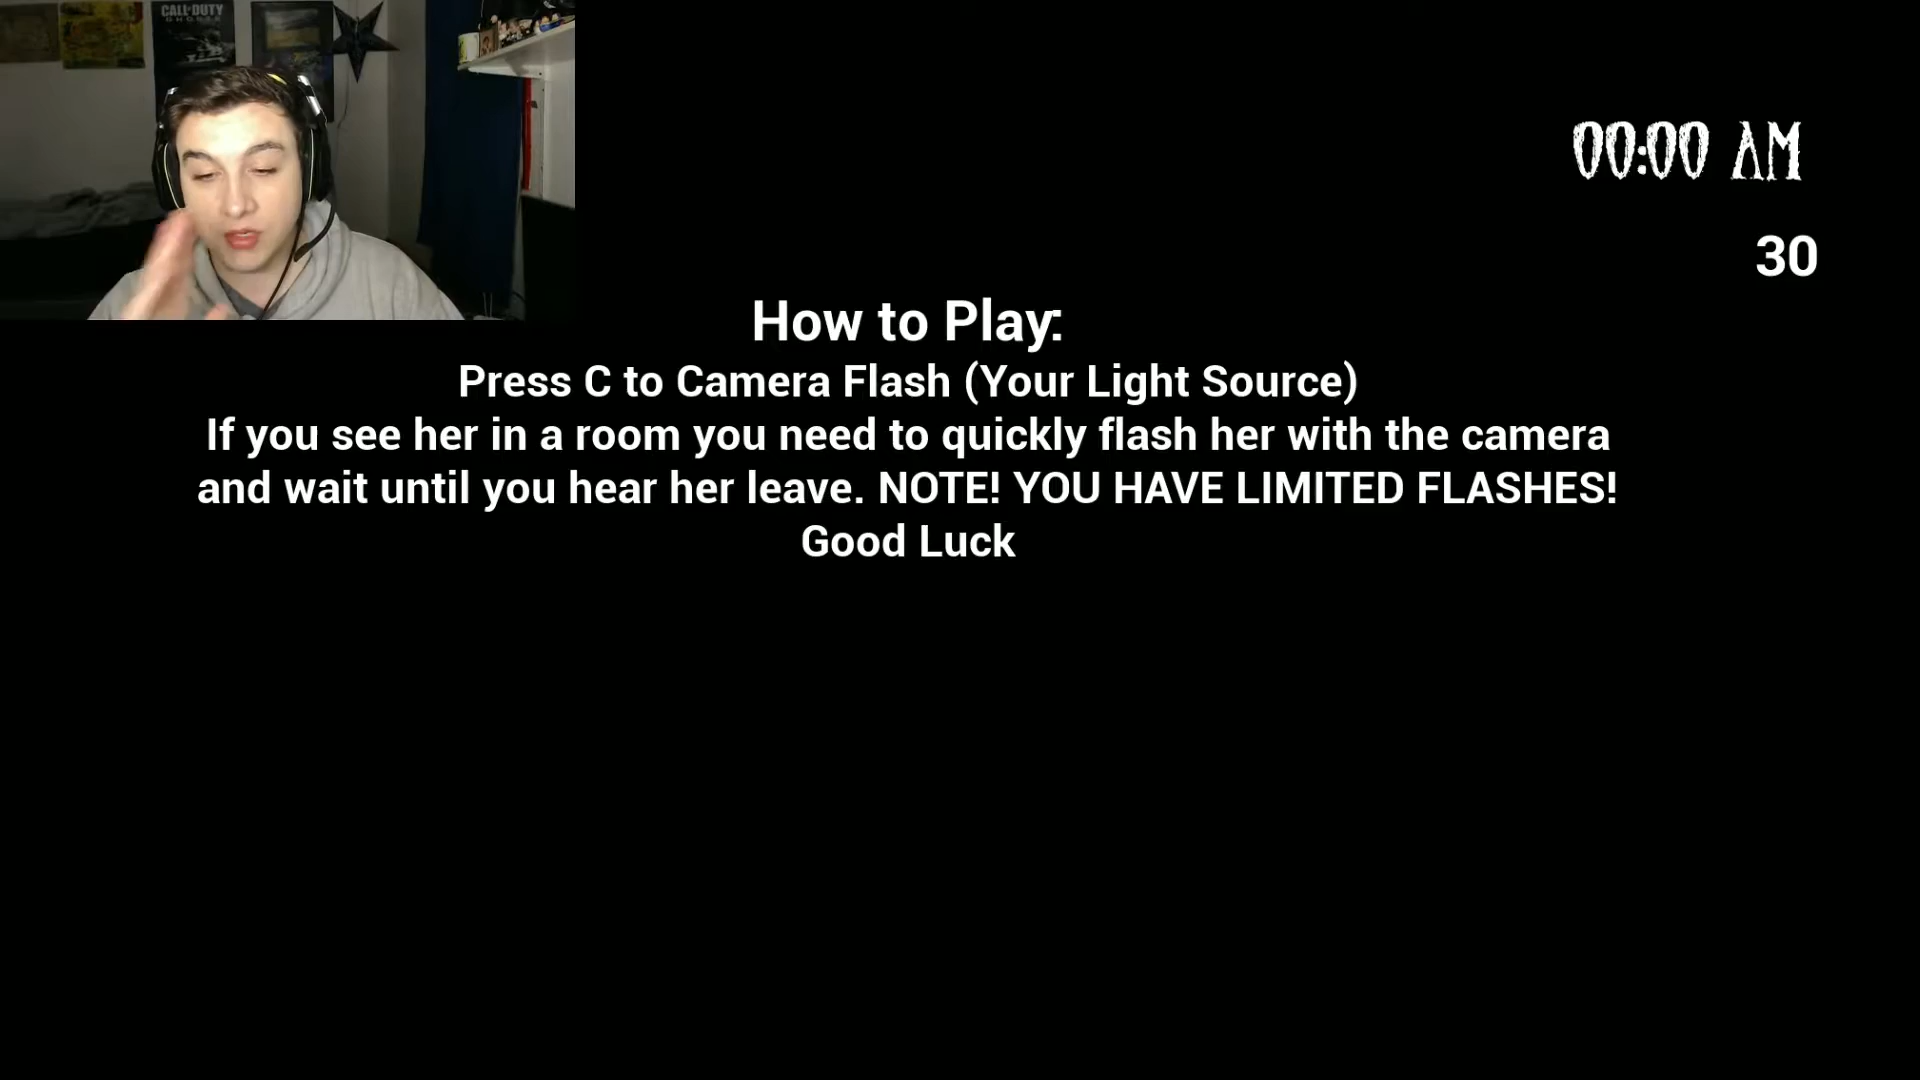 CALL OF DUTY
GHOSTS
00:00 AM
30
How to Play:
Press C to Camera Flash (Your Light Source)
If you see her in a room you need to quickly flash her with the camera
and wait until you hear her leave. NOTE! YOU HAVE LIMITED FLASHES!
Good Luck